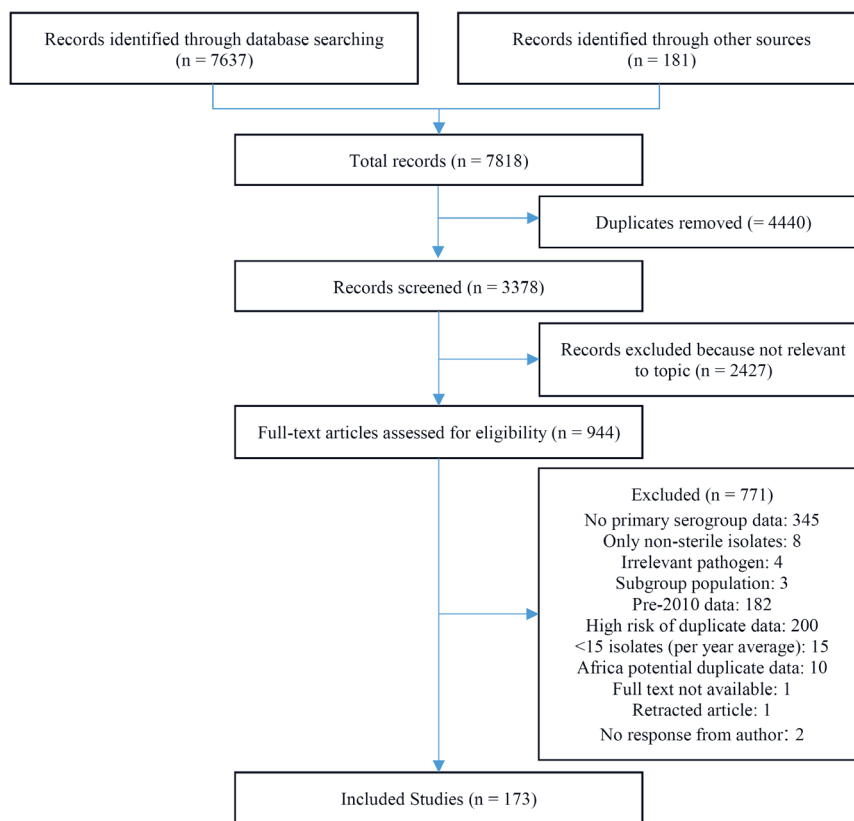 Records identified through database searching
(n = 7637)
Records identified through other sources
(n = 181)
Total records (n = 7818)
Duplicates removed (= 4440)
Records screened (n = 3378)
Records excluded because not relevant
to topic (n = 2427)
Full-text articles assessed for eligibility (n = 944)
Excluded (n = 771)
No primary serogroup data: 345
Only non-sterile isolates: 8
Irrelevant pathogen: 4
Subgroup population: 3
Pre-2010 data: 182
High risk of duplicate data: 200
<15 isolates (per year average): 15
Africa potential duplicate data: 10
Full text not available: 1
Retracted article: 1
No response from author: 2
Included Studies (n = 173)